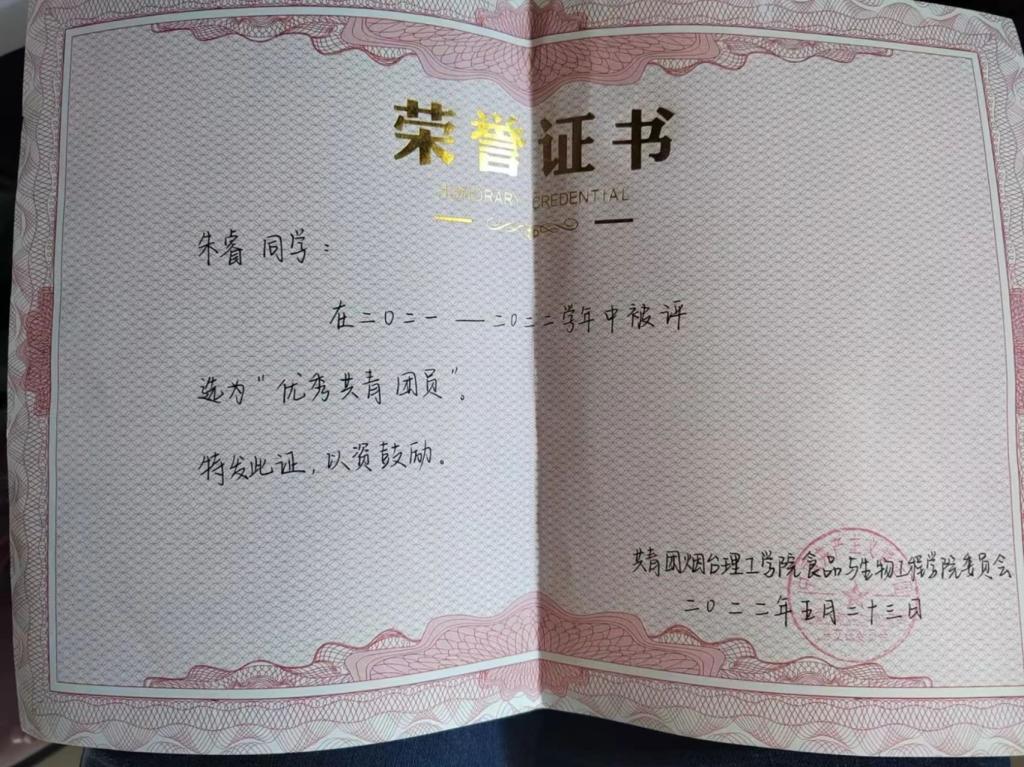 荣誉证书
HONORARY CREDENTIAL
朱睿 同学：
在二〇二一 — 二〇二二学年中被评
选为“优秀共青团员”。
特发此证，以资鼓励。
共青团烟台理工学院食品与生物工程学院委员会
二〇二二年五月二十三日